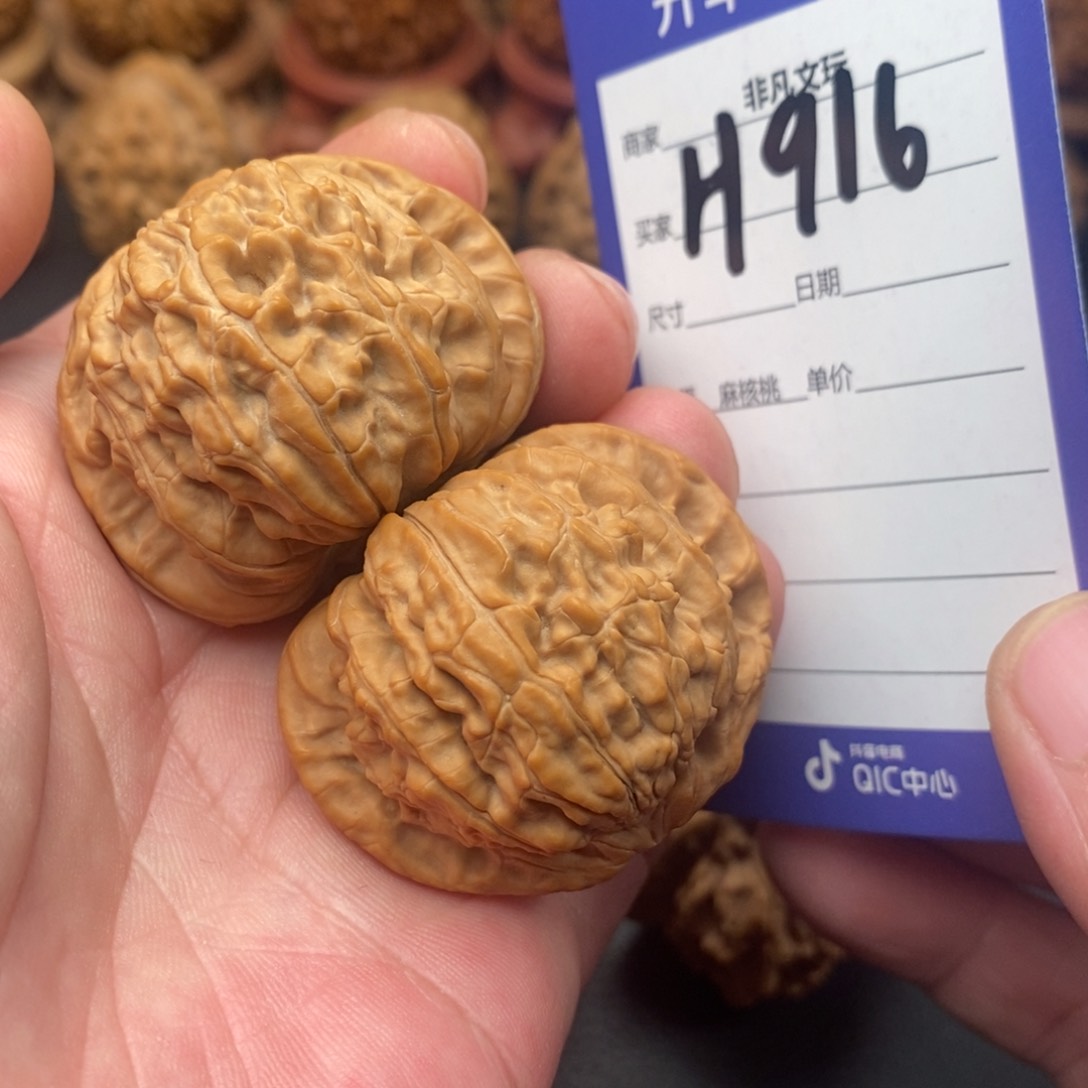 商家 非凡文玩
买家 H916
尺寸 日期
麻核桃 单价
抖音电商
QIC中心